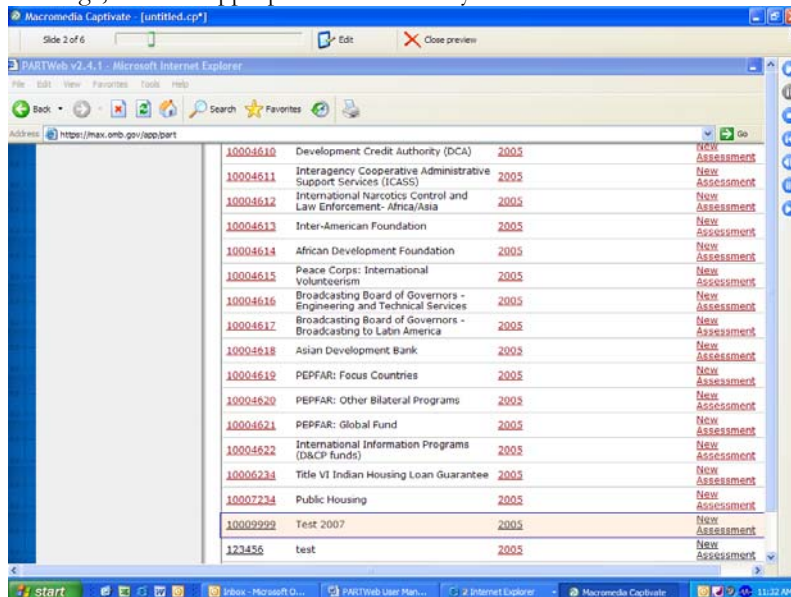 Macromedia Captivate - [untitled.cp*]
Slide 2 of 6 Edit Close preview
PARTWeb v2.4.1 - Microsoft Internet Explorer
File Edit View Favorites Tools Help
Back Search Favorites
Address https://max.omb.gov/app/part Go
10004610 Development Credit Authority (DCA) 2005 New Assessment
10004611 Interagency Cooperative Administrative Support Services (ICASS) 2005 New Assessment
10004612 International Narcotics Control and Law Enforcement- Africa/Asia 2005 New Assessment
10004613 Inter-American Foundation 2005 New Assessment
10004614 African Development Foundation 2005 New Assessment
10004615 Peace Corps: International Volunteerism 2005 New Assessment
10004616 Broadcasting Board of Governors - Engineering and Technical Services 2005 New Assessment
10004617 Broadcasting Board of Governors - Broadcasting to Latin America 2005 New Assessment
10004618 Asian Development Bank 2005 New Assessment
10004619 PEPFAR: Focus Countries 2005 New Assessment
10004620 PEPFAR: Other Bilateral Programs 2005 New Assessment
10004621 PEPFAR: Global Fund 2005 New Assessment
10004622 International Information Programs (D&CP funds) 2005 New Assessment
10006234 Title VI Indian Housing Loan Guarantee 2005 New Assessment
10007234 Public Housing 2005 New Assessment
10009999 Test 2007 2005 New Assessment
123456 test 2005 New Assessment
start Inbox - Microsoft O... PARTWeb User Man... 2 Internet Explorer Macromedia Captivate 11:32 AM